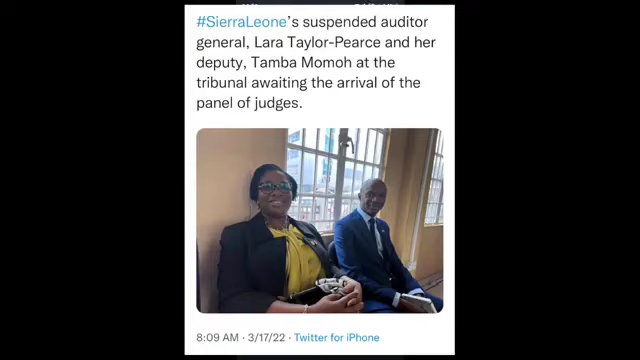 #SierraLeone's suspended auditor
general, Lara Taylor-Pearce and her
deputy, Tamba Momoh at the
tribunal awaiting the arrival of the
panel of judges.
8:09 AM · 3/17/22 · Twitter for iPhone